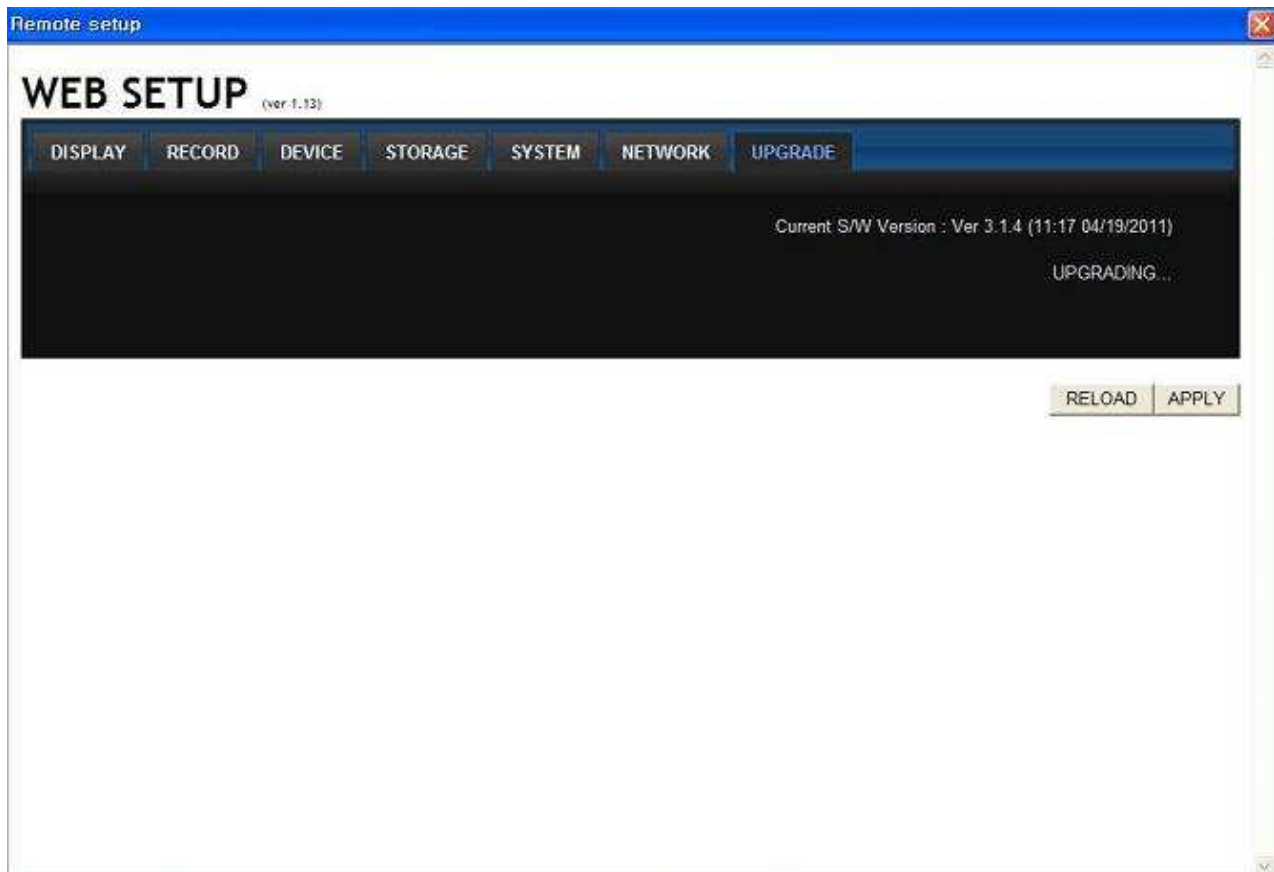 Remote setup
WEB SETUP (ver 1.13)
DISPLAY RECORD DEVICE STORAGE SYSTEM NETWORK UPGRADE
Current S/W Version : Ver 3.1.4 (11:17 04/19/2011)
UPGRADING...
RELOAD APPLY